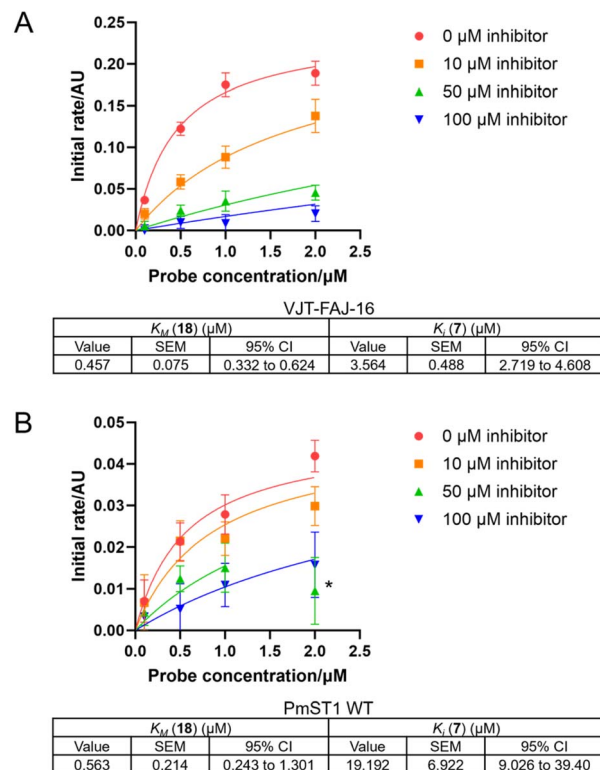 A
Initial rate/AU
0.25
0.20
0.15
0.10
0.05
0.00
0.0 0.5 1.0 1.5 2.0 2.5
Probe concentration/µM
0 µM inhibitor
10 µM inhibitor
50 µM inhibitor
100 µM inhibitor
VJT-FAJ-16
K_M (18) (µM) K_i (7) (µM)
Value SEM 95% CI Value SEM 95% CI
0.457 0.075 0.332 to 0.624 3.564 0.488 2.719 to 4.608
B
Initial rate/AU
0.05
0.04
0.03
0.02
0.01
0.00
0.0 0.5 1.0 1.5 2.0 2.5
Probe concentration/µM
*
0 µM inhibitor
10 µM inhibitor
50 µM inhibitor
100 µM inhibitor
PmST1 WT
K_M (18) (µM) K_i (7) (µM)
Value SEM 95% CI Value SEM 95% CI
0.563 0.214 0.243 to 1.301 19.192 6.922 9.026 to 39.40